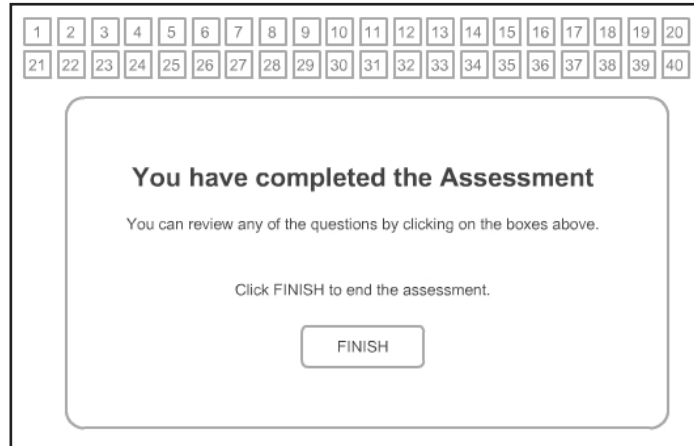 1 2 3 4 5 6 7 8 9 10 11 12 13 14 15 16 17 18 19 20
21 22 23 24 25 26 27 28 29 30 31 32 33 34 35 36 37 38 39 40
You have completed the Assessment
You can review any of the questions by clicking on the boxes above.
Click FINISH to end the assessment.
FINISH